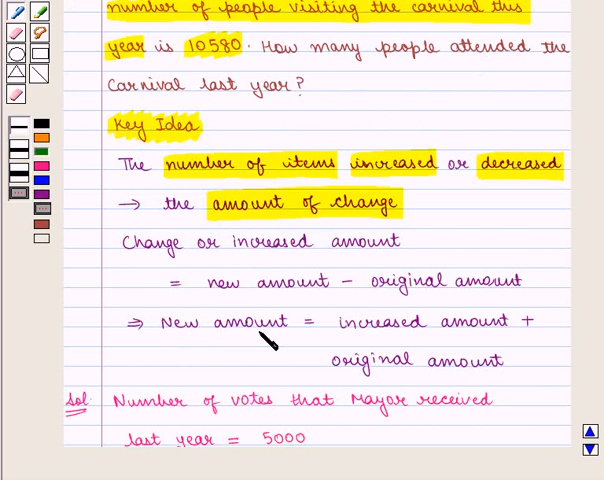 number of people visiting the carnival this
year is 10580. How many people attended the
carnival last year?
Key Idea
The number of items increased or decreased
→ the amount of change
Change or increased amount
= new amount - original amount
⇒ New amount = increased amount +
original amount
Sol. Number of votes that Mayor received
last year = 5000